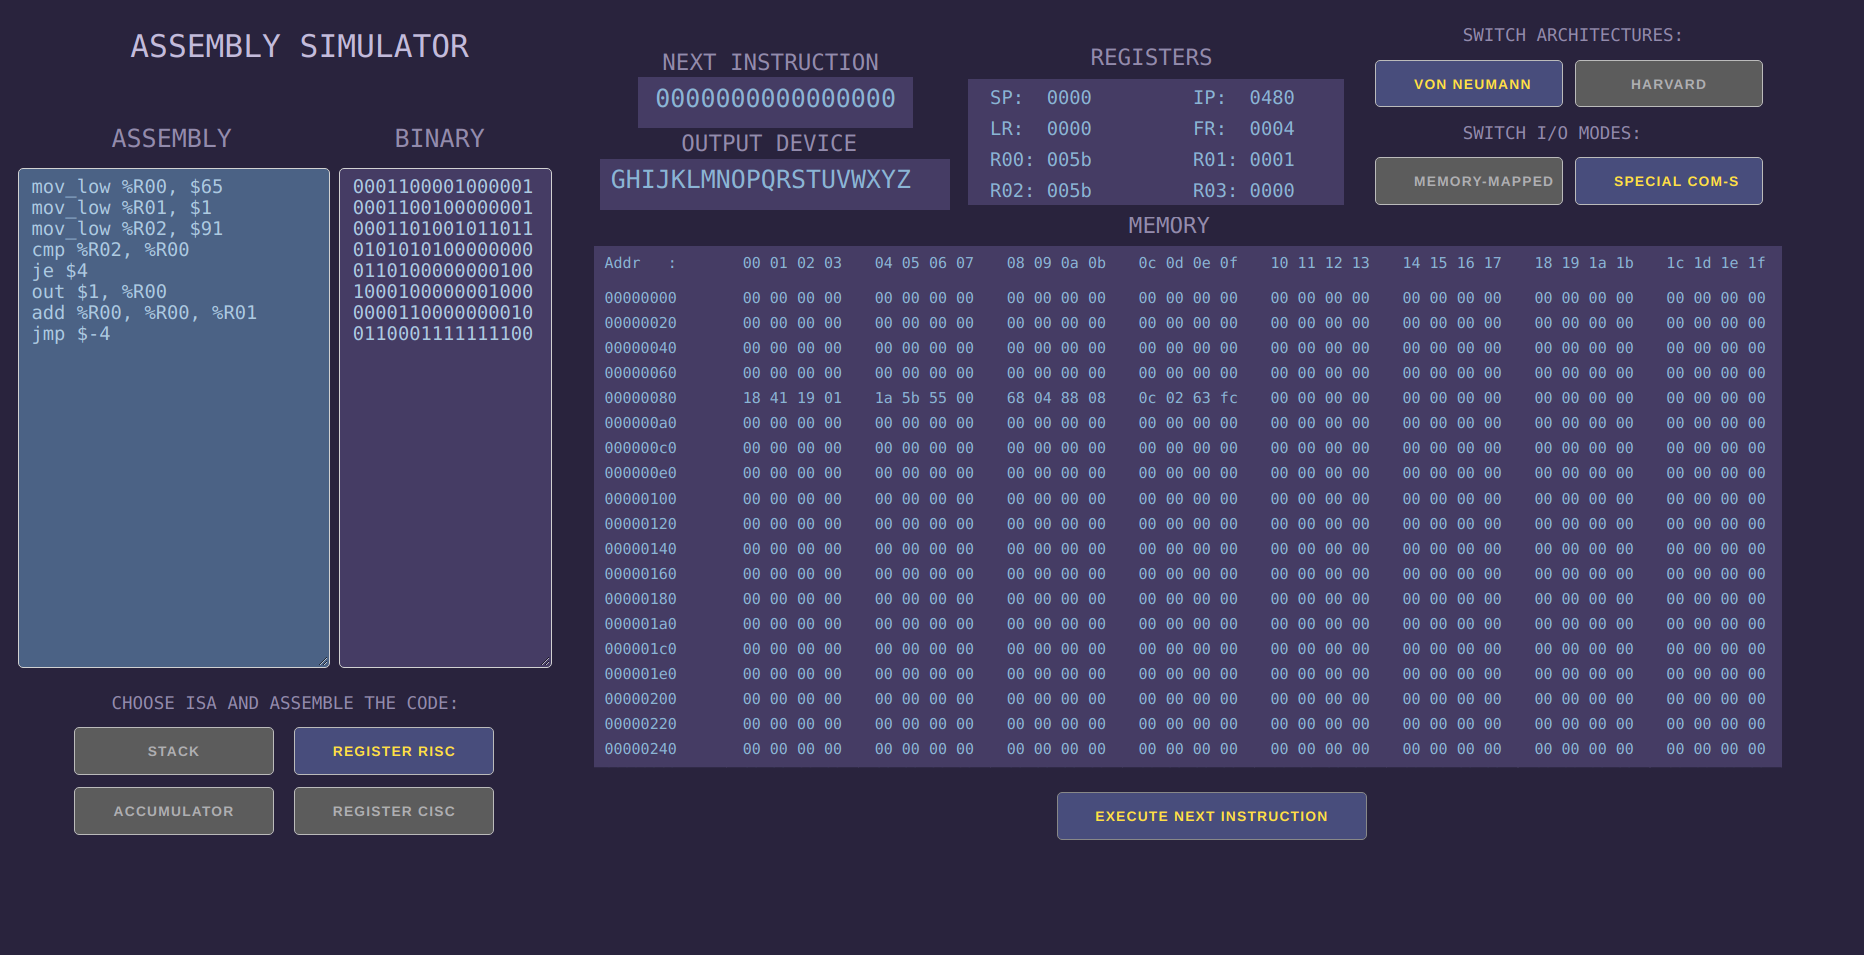 ASSEMBLY SIMULATOR
ASSEMBLY
BINARY
mov_low %R00, $65
mov_low %R01, $1
mov_low %R02, $91
cmp %R02, %R00
je $4
out $1, %R00
add %R00, %R00, %R01
jmp $-4
0001100001000001
0001100100000001
0001101001011011
0101010100000000
0110100000000100
1000100000001000
0000110000000010
0110001111111100
CHOOSE ISA AND ASSEMBLE THE CODE:
STACK
REGISTER RISC
ACCUMULATOR
REGISTER CISC
NEXT INSTRUCTION
0000000000000000
OUTPUT DEVICE
GHIJKLMNOPQRSTUVWXYZ
REGISTERS
SP: 0000 IP: 0480
LR: 0000 FR: 0004
R00: 005b R01: 0001
R02: 005b R03: 0000
SWITCH ARCHITECTURES:
VON NEUMANN
HARVARD
SWITCH I/O MODES:
MEMORY-MAPPED
SPECIAL COM-S
MEMORY
Addr : 00 01 02 03 04 05 06 07 08 09 0a 0b 0c 0d 0e 0f 10 11 12 13 14 15 16 17 18 19 1a 1b 1c 1d 1e 1f
00000000 00 00 00 00 00 00 00 00 00 00 00 00 00 00 00 00 00 00 00 00 00 00 00 00 00 00 00 00 00 00 00 00
00000020 00 00 00 00 00 00 00 00 00 00 00 00 00 00 00 00 00 00 00 00 00 00 00 00 00 00 00 00 00 00 00 00
00000040 00 00 00 00 00 00 00 00 00 00 00 00 00 00 00 00 00 00 00 00 00 00 00 00 00 00 00 00 00 00 00 00
00000060 00 00 00 00 00 00 00 00 00 00 00 00 00 00 00 00 00 00 00 00 00 00 00 00 00 00 00 00 00 00 00 00
00000080 18 41 19 01 1a 5b 55 00 68 04 88 08 0c 02 63 fc 00 00 00 00 00 00 00 00 00 00 00 00 00 00 00 00
000000a0 00 00 00 00 00 00 00 00 00 00 00 00 00 00 00 00 00 00 00 00 00 00 00 00 00 00 00 00 00 00 00 00
000000c0 00 00 00 00 00 00 00 00 00 00 00 00 00 00 00 00 00 00 00 00 00 00 00 00 00 00 00 00 00 00 00 00
000000e0 00 00 00 00 00 00 00 00 00 00 00 00 00 00 00 00 00 00 00 00 00 00 00 00 00 00 00 00 00 00 00 00
00000100 00 00 00 00 00 00 00 00 00 00 00 00 00 00 00 00 00 00 00 00 00 00 00 00 00 00 00 00 00 00 00 00
00000120 00 00 00 00 00 00 00 00 00 00 00 00 00 00 00 00 00 00 00 00 00 00 00 00 00 00 00 00 00 00 00 00
00000140 00 00 00 00 00 00 00 00 00 00 00 00 00 00 00 00 00 00 00 00 00 00 00 00 00 00 00 00 00 00 00 00
00000160 00 00 00 00 00 00 00 00 00 00 00 00 00 00 00 00 00 00 00 00 00 00 00 00 00 00 00 00 00 00 00 00
00000180 00 00 00 00 00 00 00 00 00 00 00 00 00 00 00 00 00 00 00 00 00 00 00 00 00 00 00 00 00 00 00 00
000001a0 00 00 00 00 00 00 00 00 00 00 00 00 00 00 00 00 00 00 00 00 00 00 00 00 00 00 00 00 00 00 00 00
000001c0 00 00 00 00 00 00 00 00 00 00 00 00 00 00 00 00 00 00 00 00 00 00 00 00 00 00 00 00 00 00 00 00
000001e0 00 00 00 00 00 00 00 00 00 00 00 00 00 00 00 00 00 00 00 00 00 00 00 00 00 00 00 00 00 00 00 00
00000200 00 00 00 00 00 00 00 00 00 00 00 00 00 00 00 00 00 00 00 00 00 00 00 00 00 00 00 00 00 00 00 00
00000220 00 00 00 00 00 00 00 00 00 00 00 00 00 00 00 00 00 00 00 00 00 00 00 00 00 00 00 00 00 00 00 00
00000240 00 00 00 00 00 00 00 00 00 00 00 00 00 00 00 00 00 00 00 00 00 00 00 00 00 00 00 00 00 00 00 00
EXECUTE NEXT INSTRUCTION